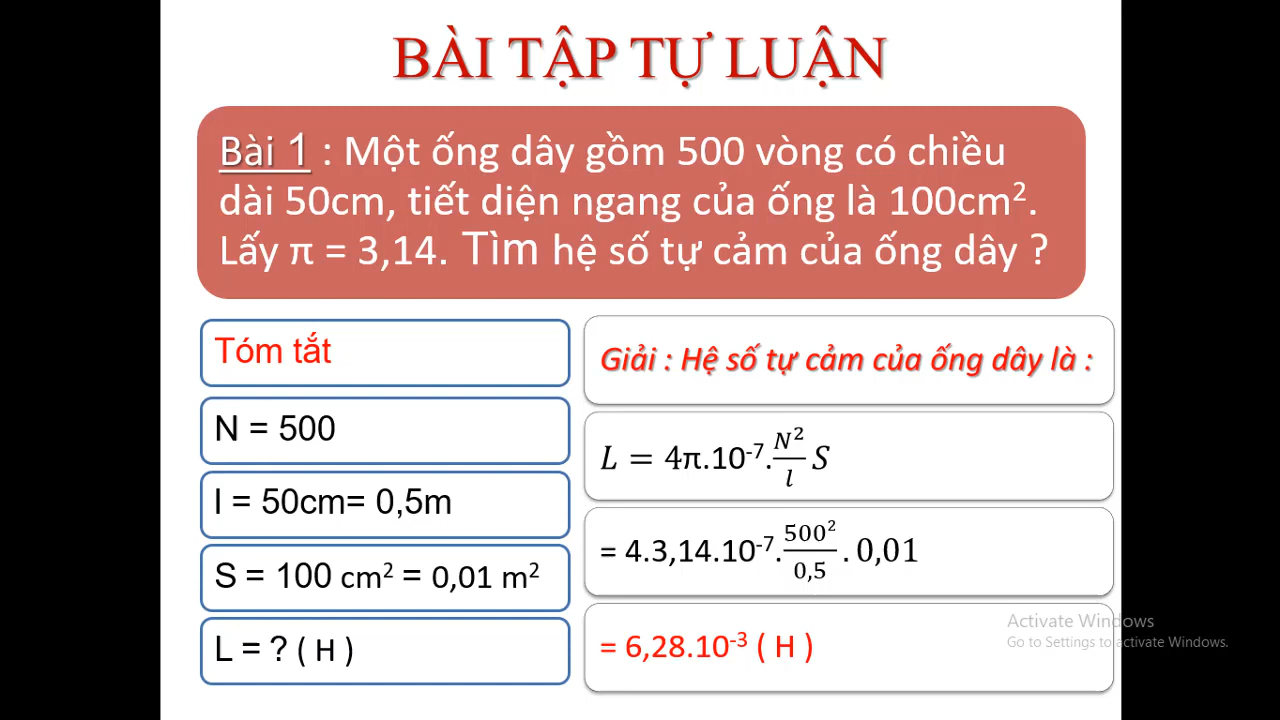 BÀI TẬP TỰ LUẬN
Bài 1 : Một ống dây gồm 500 vòng có chiều
dài 50cm, tiết diện ngang của ống là 100cm².
Lấy π = 3,14. Tìm hệ số tự cảm của ống dây ?
Tóm tắt
N = 500
l = 50cm= 0,5m
S = 100 cm² = 0,01 m²
L = ? ( H )
Giải : Hệ số tự cảm của ống dây là :
L = 4π.10⁻⁷.N²/l S
= 4.3,14.10⁻⁷.500²/0,5 . 0,01
= 6,28.10⁻³ ( H )
Activate Windows
Go to Settings to activate Windows.